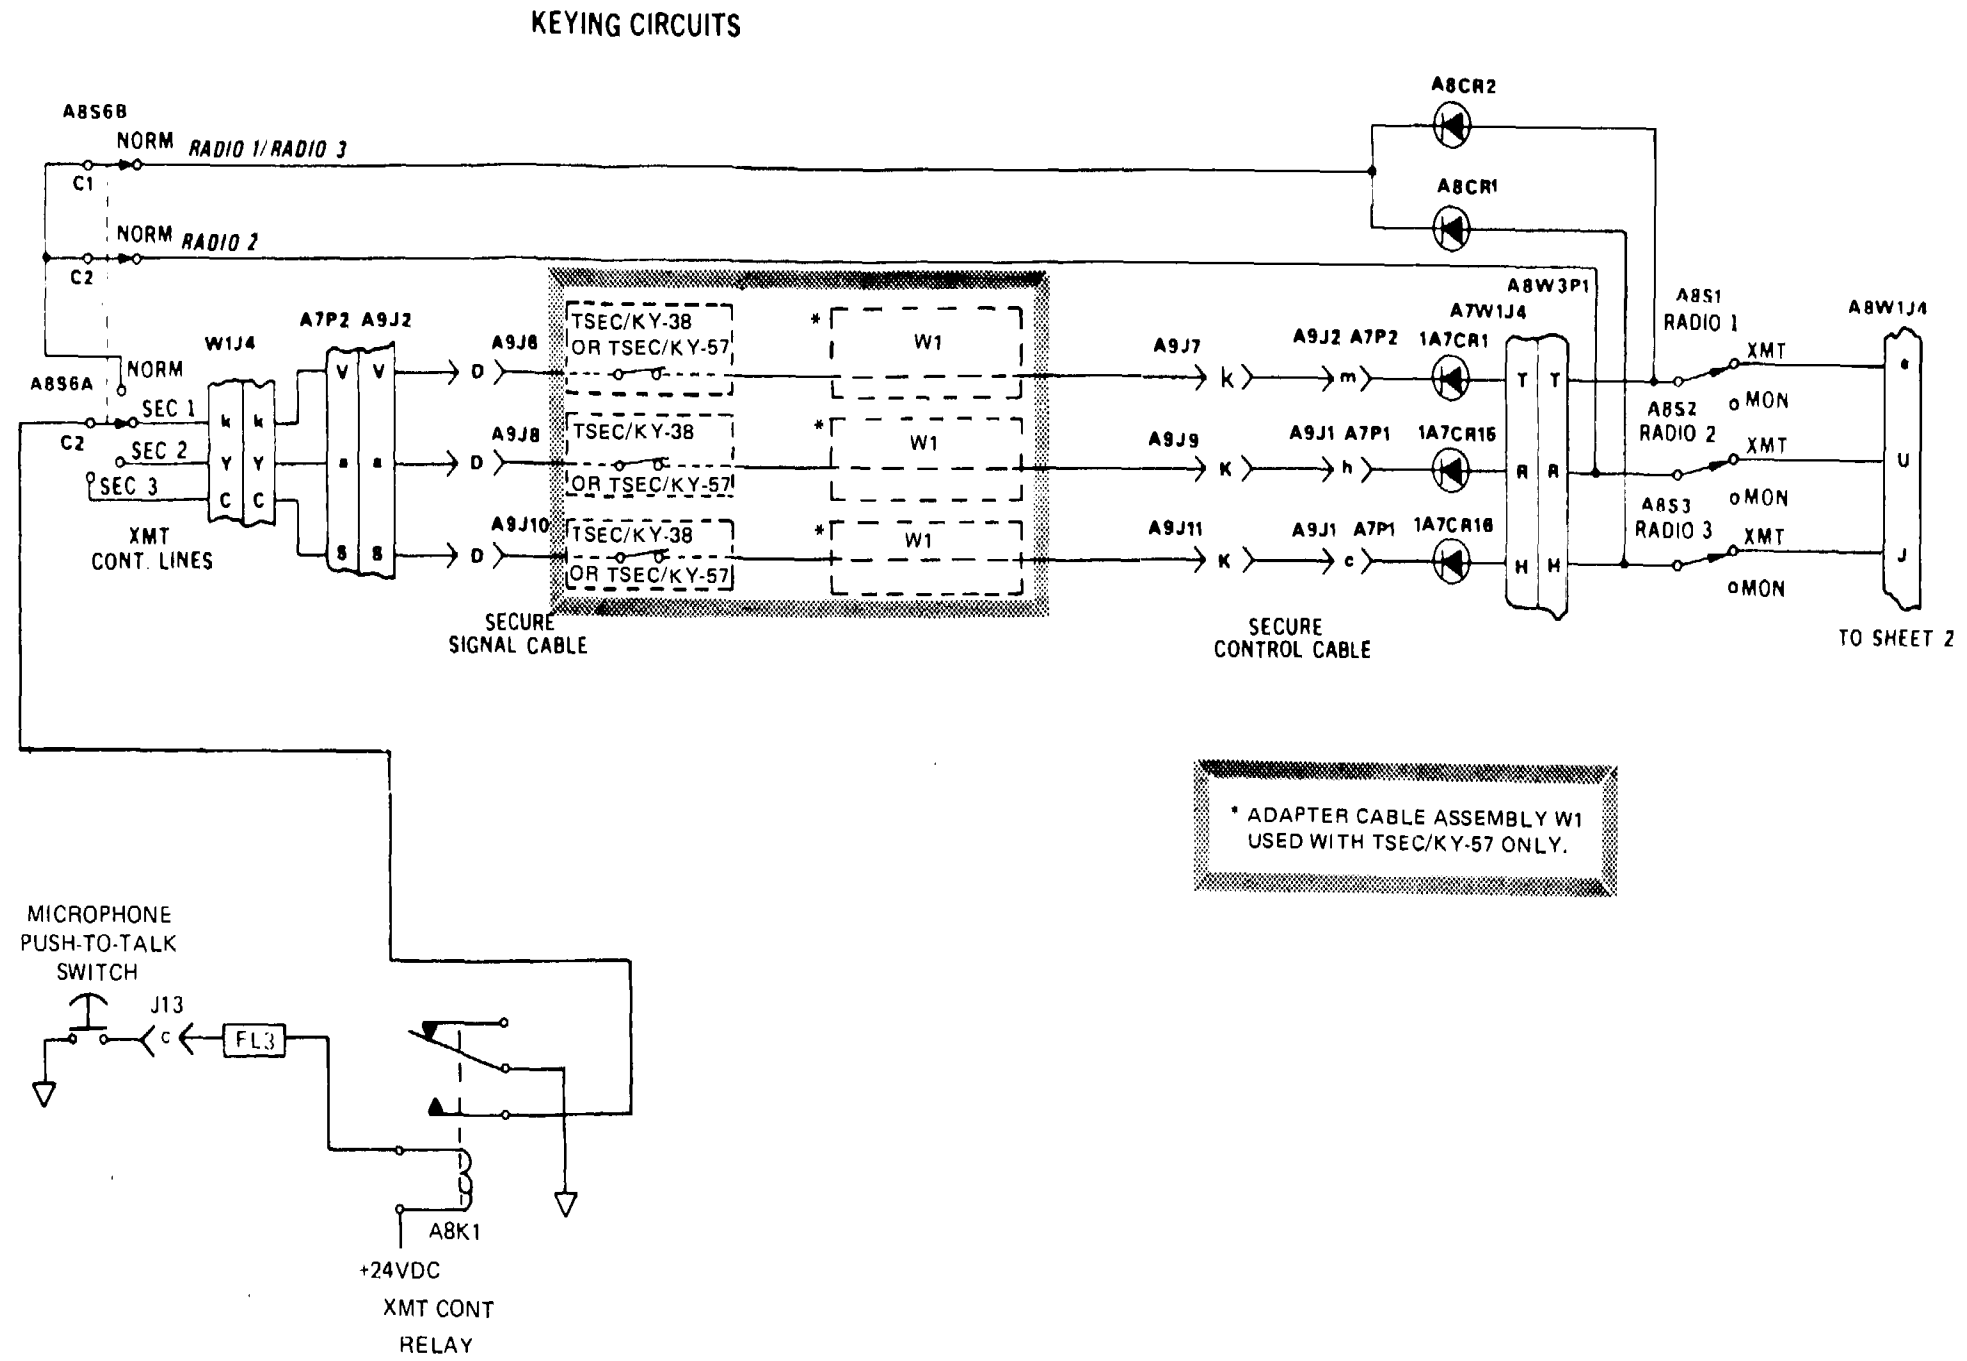 KEYING CIRCUITS
A8CR2
A8S6B
NORM RADIO 1/RADIO 3
C1
A8CR1
NORM RADIO 2
C2
A8W3P1
A8S1
RADIO 1
A8W1J4
A7W1J4
A7P2 A9J2
W1J4
A9J6
TSEC/KY-38
OR TSEC/KY-57
*
W1
A9J7
A9J2 A7P2
1A7CR1
XMT
NORM
A8S6A
V V
D
k
m
T T
*
MON
SEC 1
k k
C2
A9J8
TSEC/KY-38
OR TSEC/KY-57
*
W1
A9J9
A9J1 A7P1
1A7CR15
A8S2
RADIO 2
XMT
SEC 2
Y Y
a a
D
K
h
R R
U
MON
SEC 3
C C
XMT
CONT. LINES
A9J10
TSEC/KY-38
OR TSEC/KY-57
*
W1
A9J11
A9J1 A7P1
1A7CR16
A8S3
RADIO 3
XMT
S S
D
K
c
H H
J
MON
SECURE
SIGNAL CABLE
SECURE
CONTROL CABLE
TO SHEET 2
* ADAPTER CABLE ASSEMBLY W1
USED WITH TSEC/KY-57 ONLY.
MICROPHONE
PUSH-TO-TALK
SWITCH
J13
C
FL3
A8K1
+24VDC
XMT CONT
RELAY